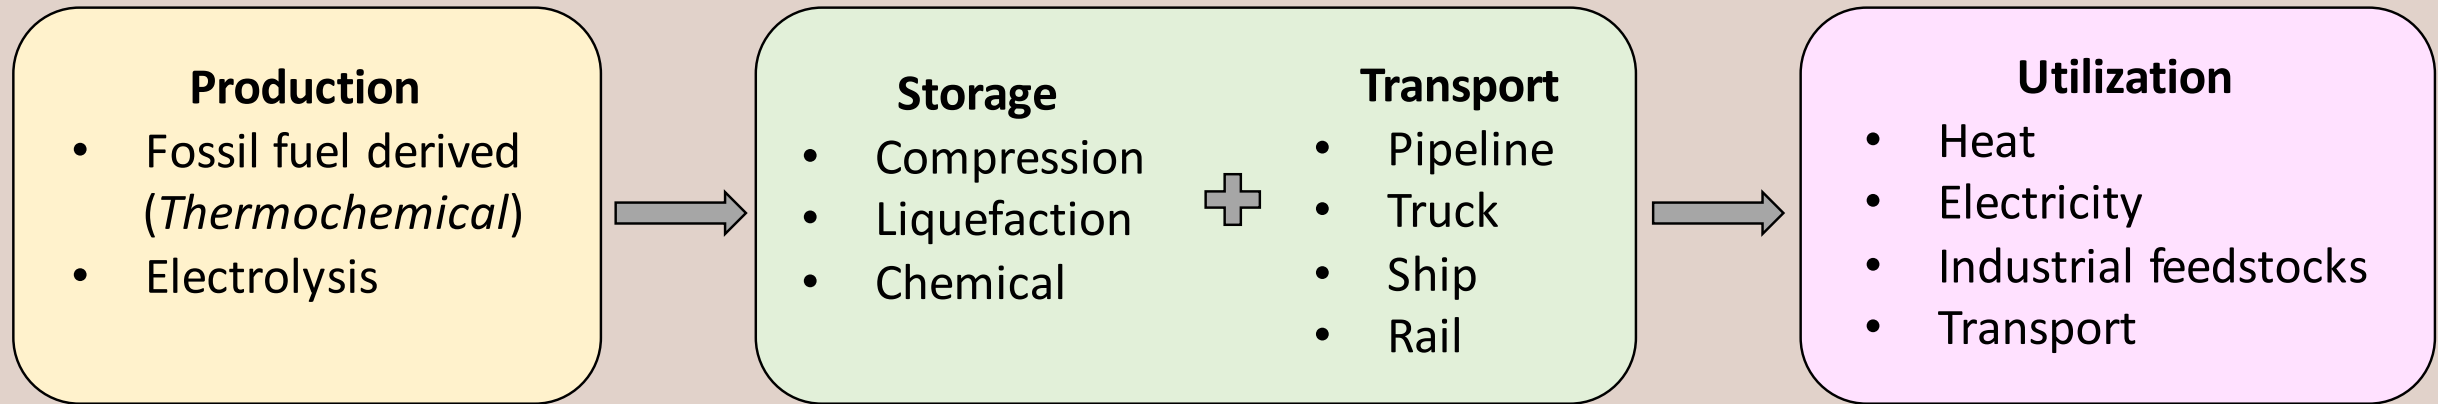 Production
• Fossil fuel derived
(Thermochemical)
• Electrolysis
Storage
• Compression
• Liquefaction
• Chemical
Transport
• Pipeline
• Truck
• Ship
• Rail
Utilization
• Heat
• Electricity
• Industrial feedstocks
• Transport